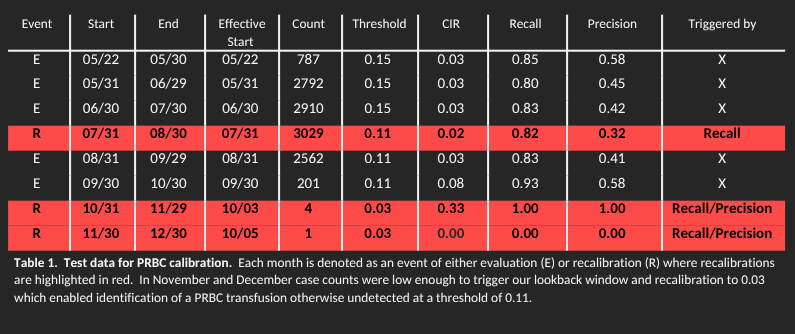 Event Start End Effective Start Count Threshold CIR Recall Precision Triggered by
E 05/22 05/30 05/22 787 0.15 0.03 0.85 0.58 X
E 05/31 06/29 05/31 2792 0.15 0.03 0.80 0.45 X
E 06/30 07/30 06/30 2910 0.15 0.03 0.83 0.42 X
R 07/31 08/30 07/31 3029 0.11 0.02 0.82 0.32 Recall
E 08/31 09/29 08/31 2562 0.11 0.03 0.83 0.41 X
E 09/30 10/30 09/30 201 0.11 0.08 0.93 0.58 X
R 10/31 11/29 10/03 4 0.03 0.33 1.00 1.00 Recall/Precision
R 11/30 12/30 10/05 1 0.03 0.00 0.00 0.00 Recall/Precision
Table 1. Test data for PRBC calibration. Each month is denoted as an event of either evaluation (E) or recalibration (R) where recalibrations
are highlighted in red. In November and December case counts were low enough to trigger our lookback window and recalibration to 0.03
which enabled identification of a PRBC transfusion otherwise undetected at a threshold of 0.11.